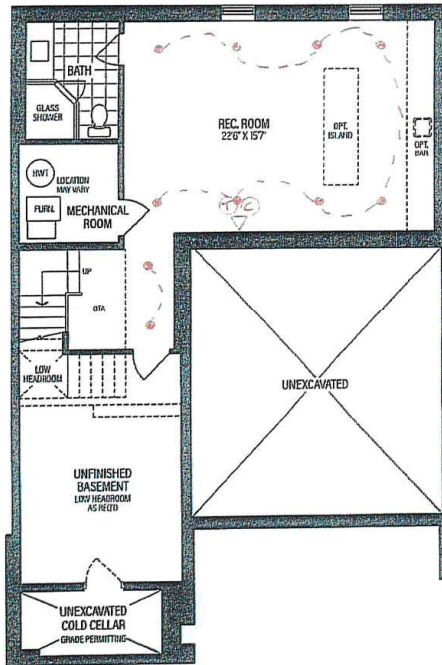 BATH
GLASS
SHOWER
REC. ROOM
22'6" X 15'7"
OPT.
ISLAND
OPT.
BAR
HWT
LOCATION
MAY VARY
FURN.
MECHANICAL
ROOM
UP
LOW
HEADROOM
UNEXCAVATED
UNFINISHED
BASEMENT
LOW HEADROOM
AS REQ'D
UNEXCAVATED
COLD CELLAR
GRADE PERMITTING